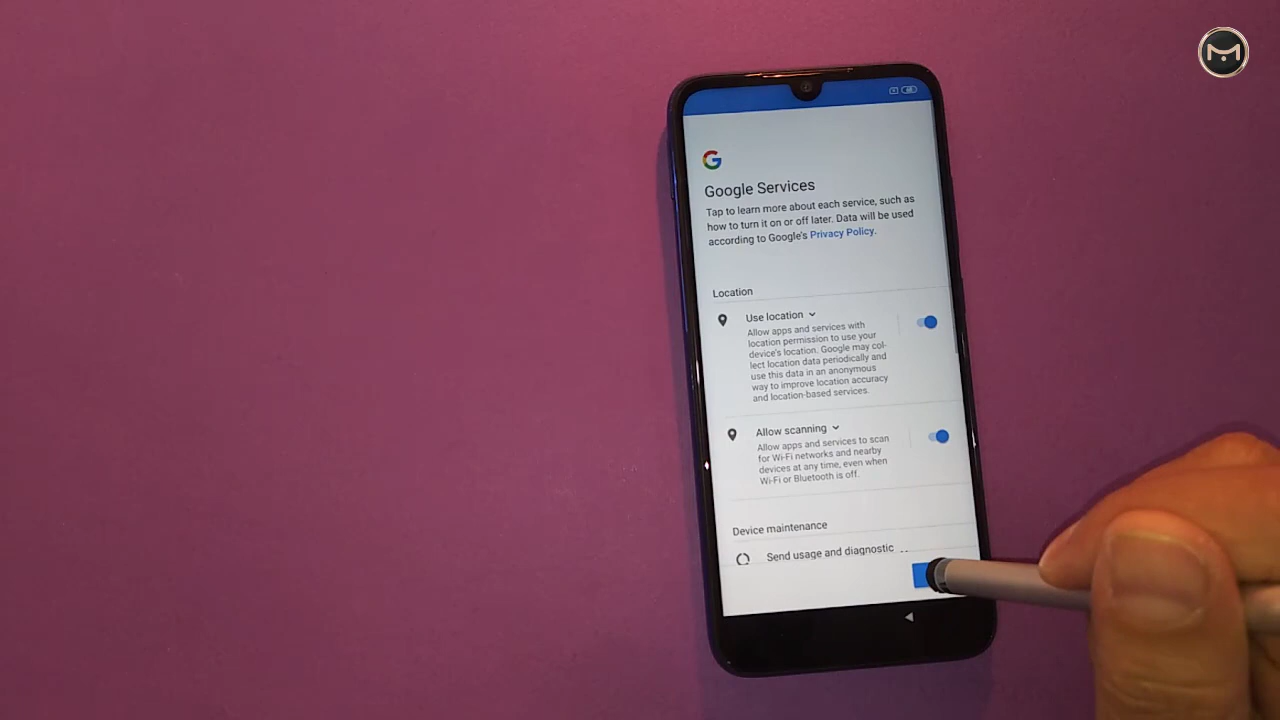 Google Services
Tap to learn more about each service, such as
how to turn it on or off later. Data will be used
according to Google's Privacy Policy.
Location
Use location
Allow apps and services with
location permission to use your
device's location. Google may col-
lect location data periodically and
use this data in an anonymous
way to improve location accuracy
and location-based services.
Allow scanning
Allow apps and services to scan
for Wi-Fi networks and nearby
devices at any time, even when
Wi-Fi or Bluetooth is off.
Device maintenance
Send usage and diagnostic